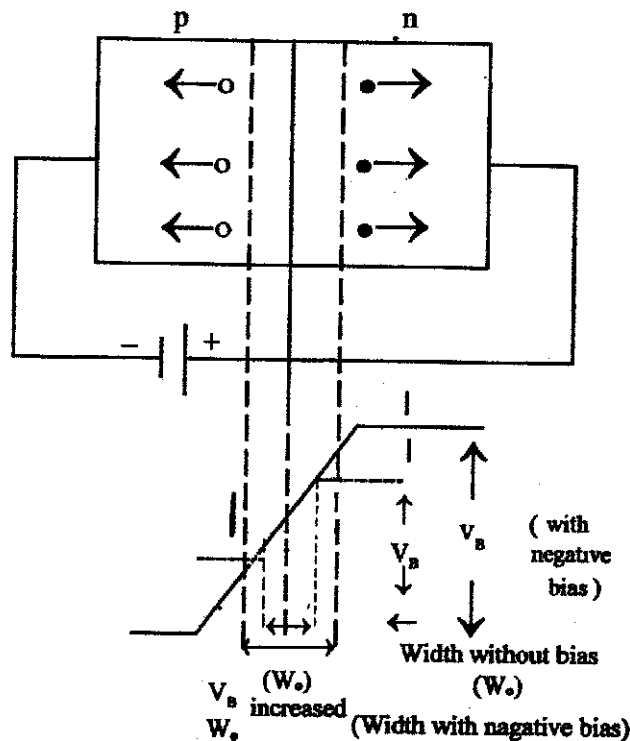 p n
− +
V_B
V_B
( with
negative
bias )
Width without bias
(W_o)
(W_o)
V_B increased
W_o
(Width with nagative bias)